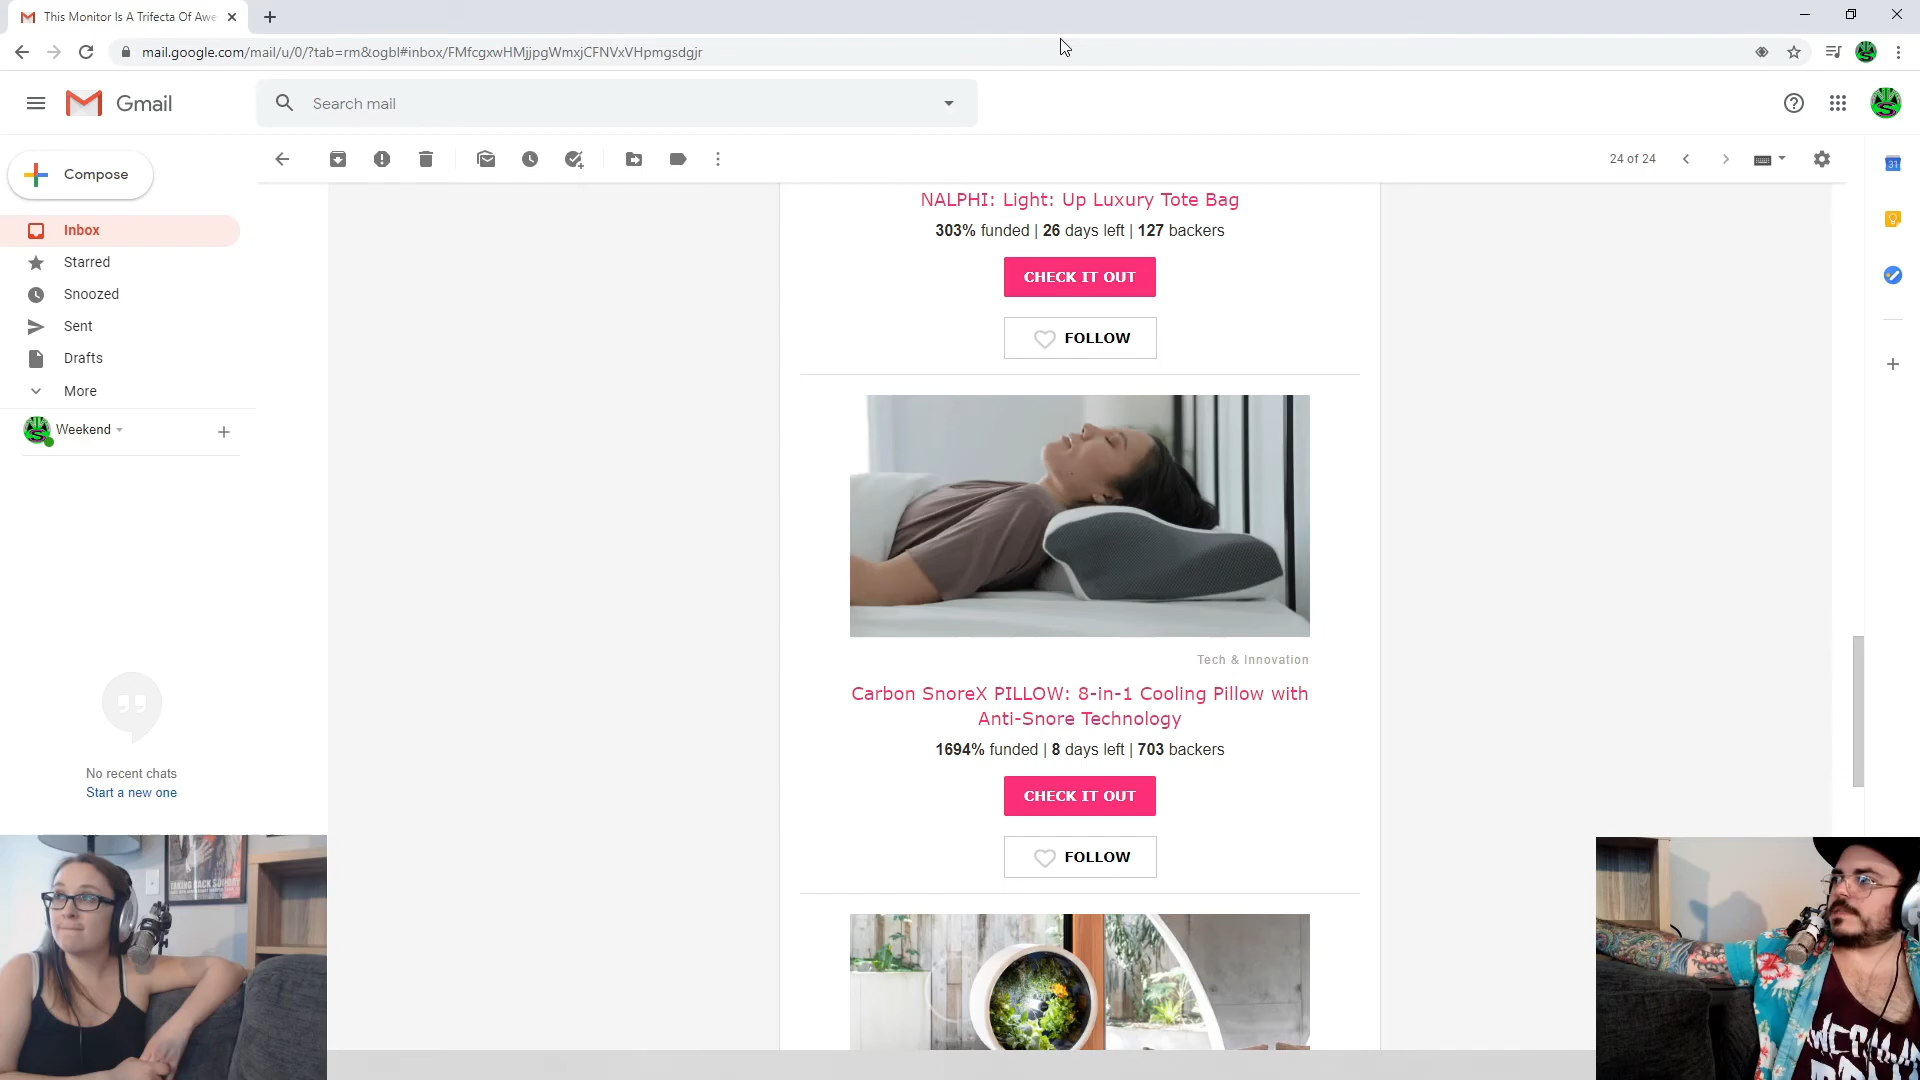 This Monitor Is A Trifecta Of Awe
mail.google.com/mail/u/0/?tab=rm&ogbl#inbox/FMfcgxwHMjjpgWmxjCFNVxVHpmgsdgjr
Gmail
Search mail
Compose
24 of 24
31
Inbox
Starred
Snoozed
Sent
Drafts
More
Weekend
No recent chats
Start a new one
NALPHI: Light: Up Luxury Tote Bag
303% funded | 26 days left | 127 backers
CHECK IT OUT
FOLLOW
Tech & Innovation
Carbon SnoreX PILLOW: 8-in-1 Cooling Pillow with
Anti-Snore Technology
1694% funded | 8 days left | 703 backers
CHECK IT OUT
FOLLOW
TAKING BACK SUNDAY